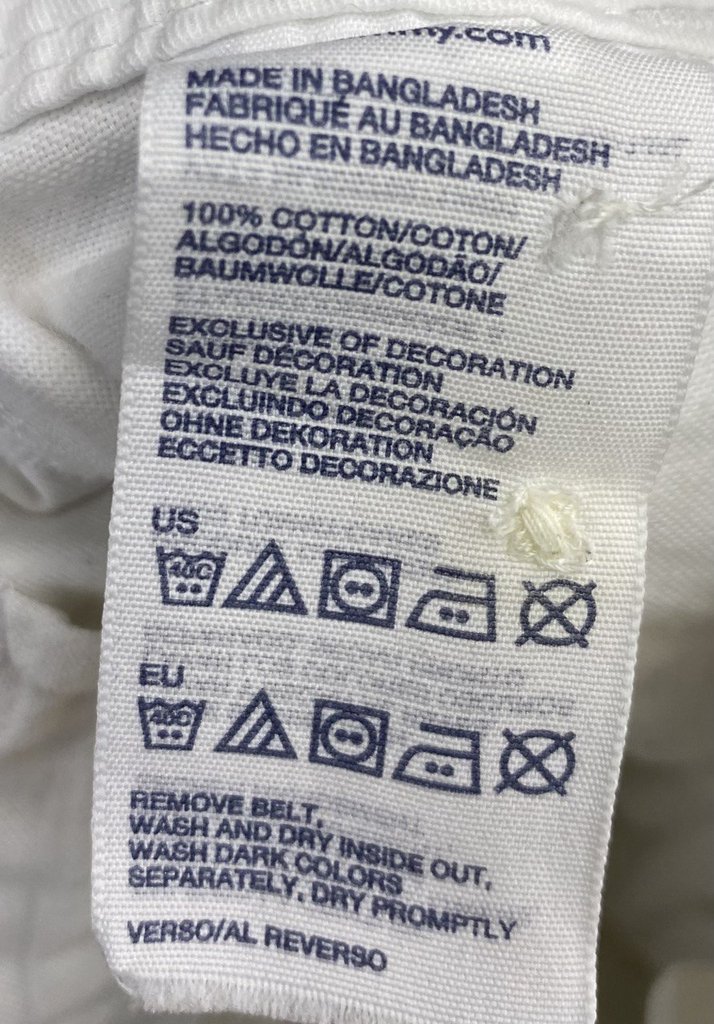 my.com
MADE IN BANGLADESH
FABRIQUÉ AU BANGLADESH
HECHO EN BANGLADESH
100% COTTON/COTON/
ALGODÓN/ALGODÃO/
BAUMWOLLE/COTONE
EXCLUSIVE OF DECORATION
SAUF DÉCORATION
EXCLUYE LA DECORACIÓN
EXCLUINDO DECORAÇÃO
OHNE DEKORATION
ECCETTO DECORAZIONE
US
40C
EU
40C
REMOVE BELT,
WASH AND DRY INSIDE OUT,
WASH DARK COLORS
SEPARATELY, DRY PROMPTLY
VERSO/AL REVERSO